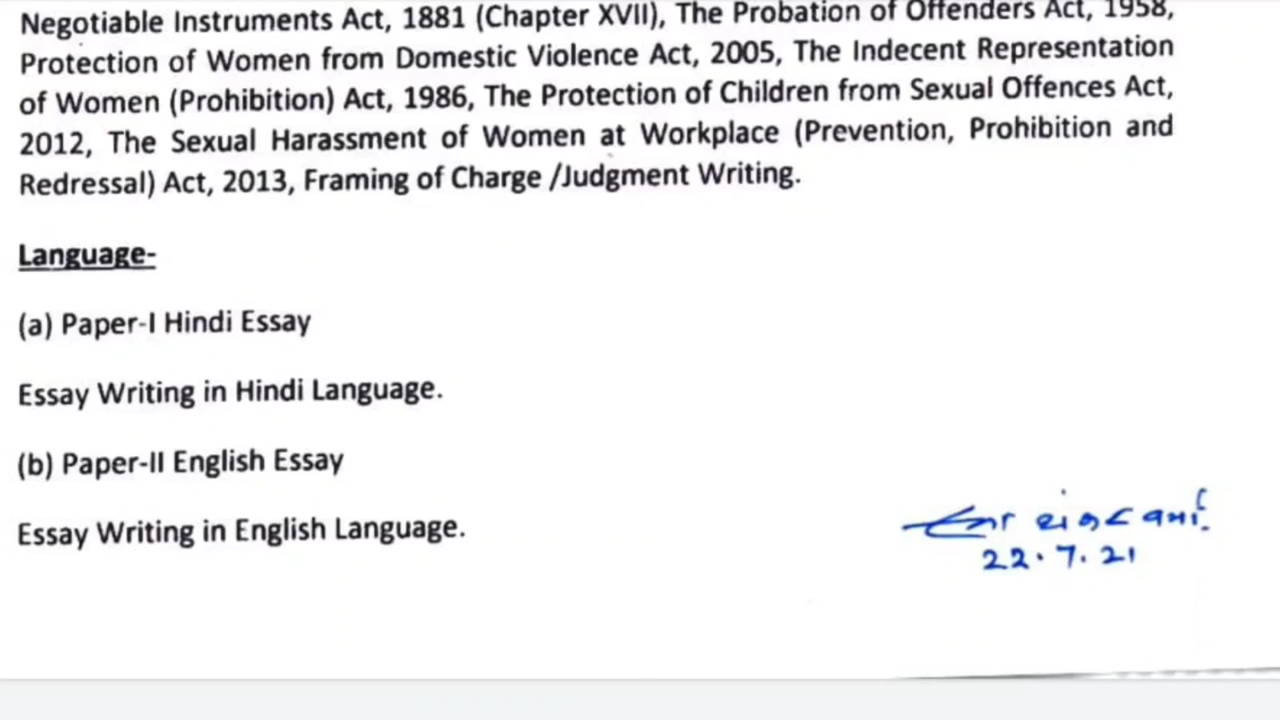 Negotiable Instruments Act, 1881 (Chapter XVII), The Probation of Offenders Act, 1958,
Protection of Women from Domestic Violence Act, 2005, The Indecent Representation
of Women (Prohibition) Act, 1986, The Protection of Children from Sexual Offences Act,
2012, The Sexual Harassment of Women at Workplace (Prevention, Prohibition and
Redressal) Act, 2013, Framing of Charge /Judgment Writing.
Language-
(a) Paper-I Hindi Essay
Essay Writing in Hindi Language.
(b) Paper-II English Essay
Essay Writing in English Language.
22.7.21